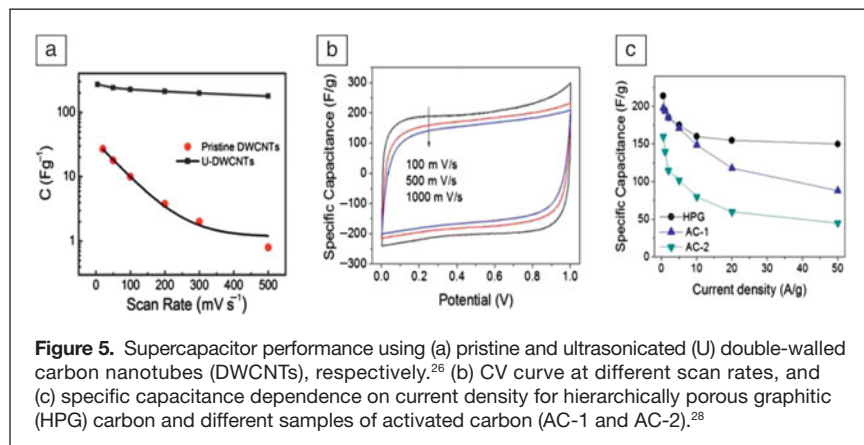 a
C (Fg⁻¹)
100
10
1
Pristine DWCNTs
U-DWCNTs
0 100 200 300 400 500
Scan Rate (mV s⁻¹)
b
Specific Capacitance (F/g)
300
200
100
0
−100
−200
−300
100 m V/s
500 m V/s
1000 m V/s
0.0 0.2 0.4 0.6 0.8 1.0
Potential (V)
c
Specific Capacitance (F/g)
200
150
100
50
0
HPG
AC-1
AC-2
0 10 20 30 40 50
Current density (A/g)
Figure 5. Supercapacitor performance using (a) pristine and ultrasonicated (U) double-walled
carbon nanotubes (DWCNTs), respectively.²⁶ (b) CV curve at different scan rates, and
(c) specific capacitance dependence on current density for hierarchically porous graphitic
(HPG) carbon and different samples of activated carbon (AC-1 and AC-2).²⁸